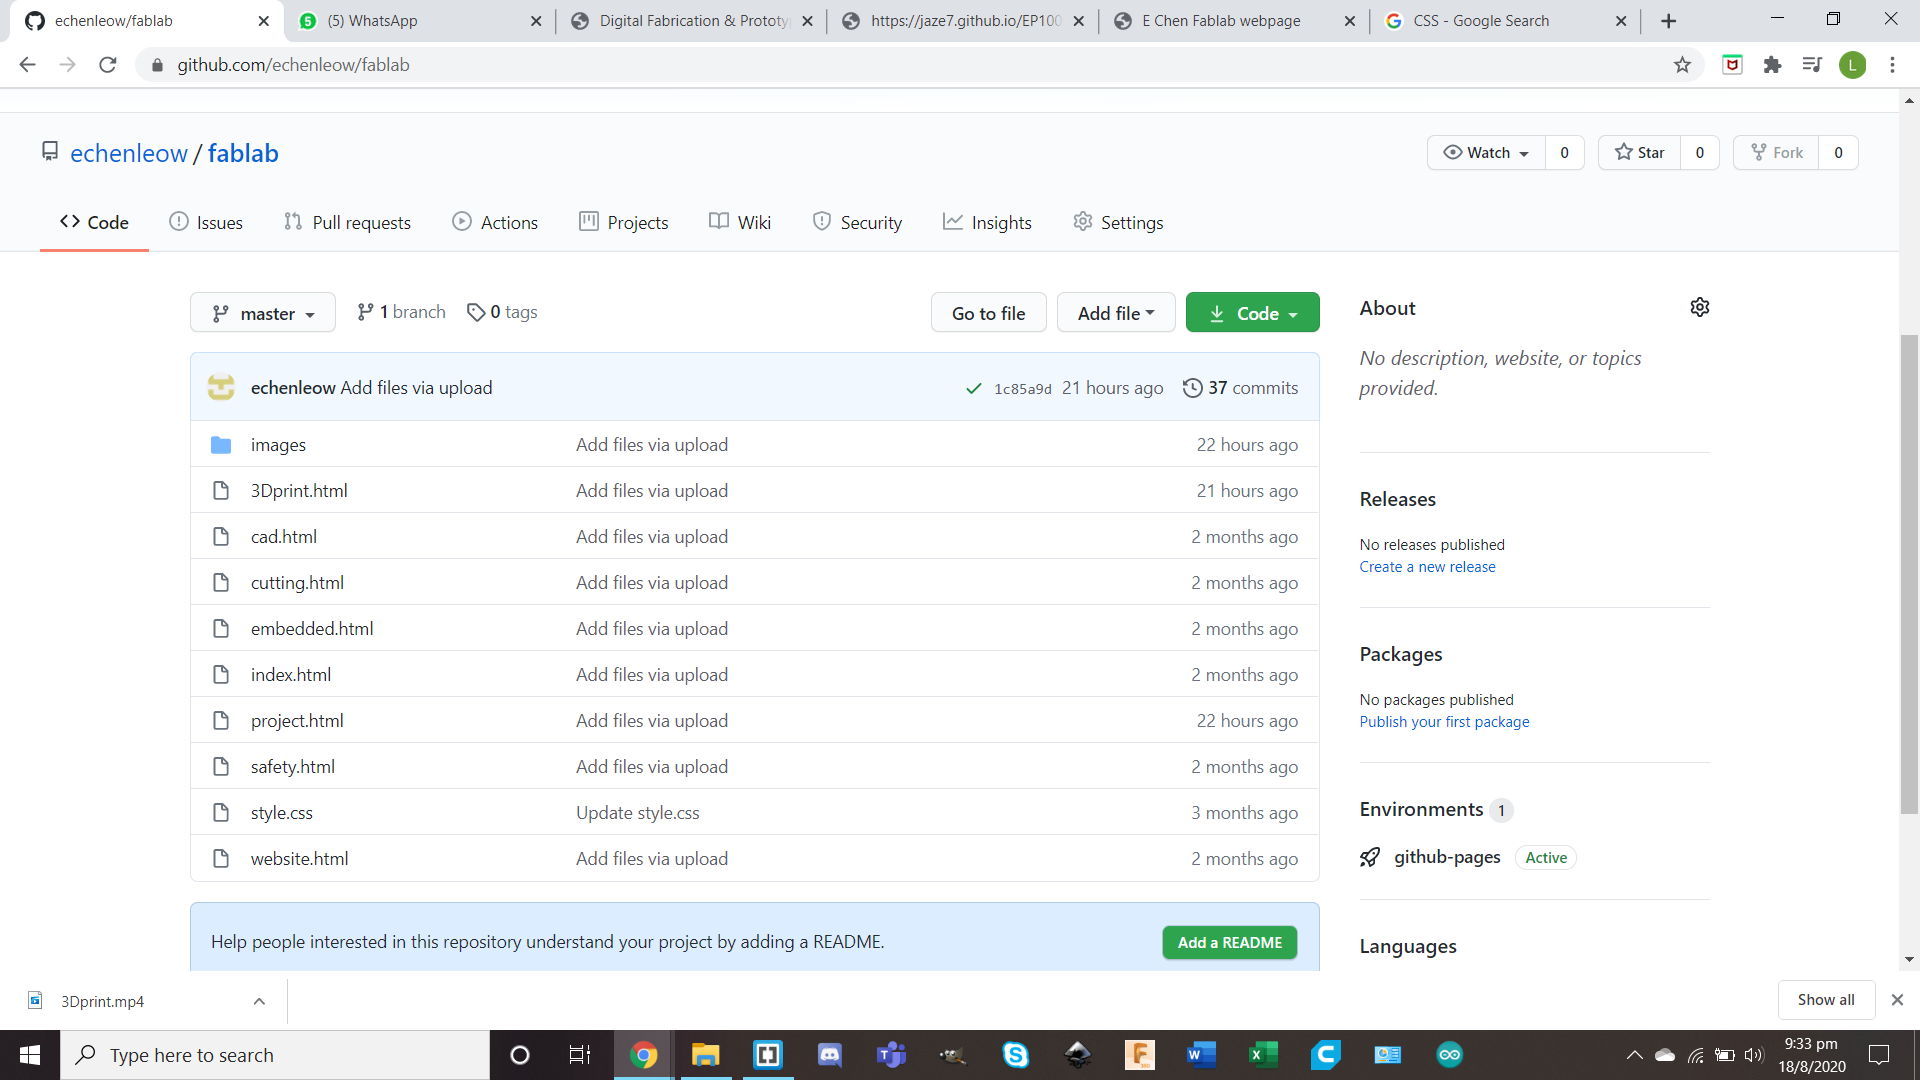 echenleow/fablab
(5) WhatsApp
Digital Fabrication & Prototy
https://jaze7.github.io/EP100
E Chen Fablab webpage
CSS - Google Search
github.com/echenleow/fablab
L
echenleow / fablab
Watch 0
Star 0
Fork 0
Code
Issues
Pull requests
Actions
Projects
Wiki
Security
Insights
Settings
master
1 branch
0 tags
Go to file
Add file
Code
echenleow Add files via upload
1c85a9d 21 hours ago
37 commits
images Add files via upload 22 hours ago
3Dprint.html Add files via upload 21 hours ago
cad.html Add files via upload 2 months ago
cutting.html Add files via upload 2 months ago
embedded.html Add files via upload 2 months ago
index.html Add files via upload 2 months ago
project.html Add files via upload 22 hours ago
safety.html Add files via upload 2 months ago
style.css Update style.css 3 months ago
website.html Add files via upload 2 months ago
Help people interested in this repository understand your project by adding a README.
Add a README
About
No description, website, or topics
provided.
Releases
No releases published
Create a new release
Packages
No packages published
Publish your first package
Environments 1
github-pages Active
Languages
3Dprint.mp4
Show all
Type here to search
9:33 pm
18/8/2020